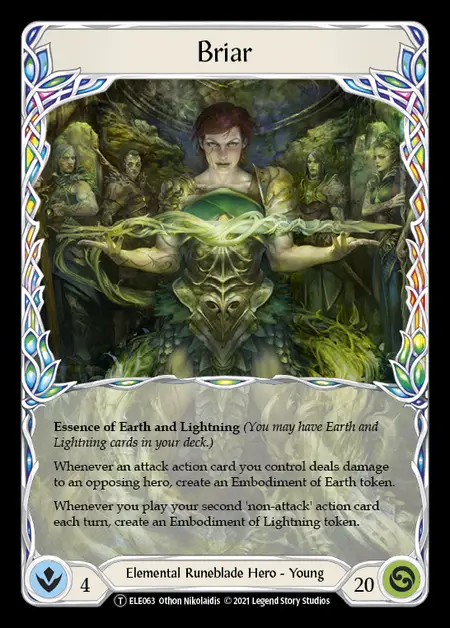 Briar
Essence of Earth and Lightning (You may have Earth and
Lightning cards in your deck.)
Whenever an attack action card you control deals damage
to an opposing hero, create an Embodiment of Earth token.
Whenever you play your second 'non-attack' action card
each turn, create an Embodiment of Lightning token.
4
Elemental Runeblade Hero - Young
20
T ELE063 Othon Nikolaidis © 2021 Legend Story Studios